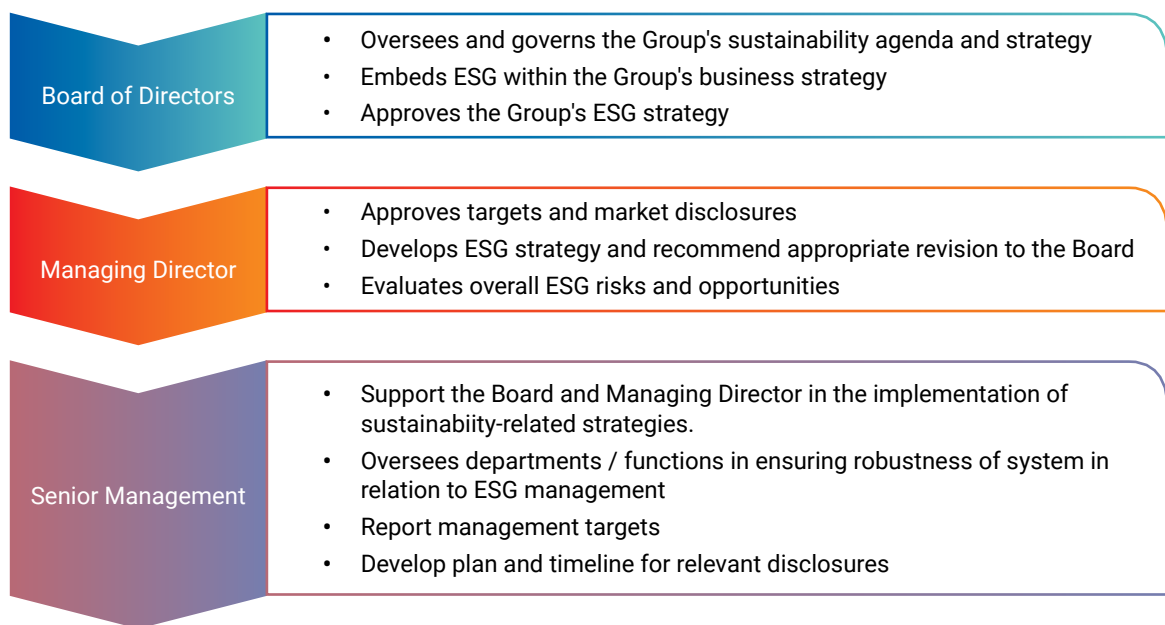 Board of Directors
• Oversees and governs the Group's sustainability agenda and strategy
• Embeds ESG within the Group's business strategy
• Approves the Group's ESG strategy
Managing Director
• Approves targets and market disclosures
• Develops ESG strategy and recommend appropriate revision to the Board
• Evaluates overall ESG risks and opportunities
Senior Management
• Support the Board and Managing Director in the implementation of
sustainabiity-related strategies.
• Oversees departments / functions in ensuring robustness of system in
relation to ESG management
• Report management targets
• Develop plan and timeline for relevant disclosures